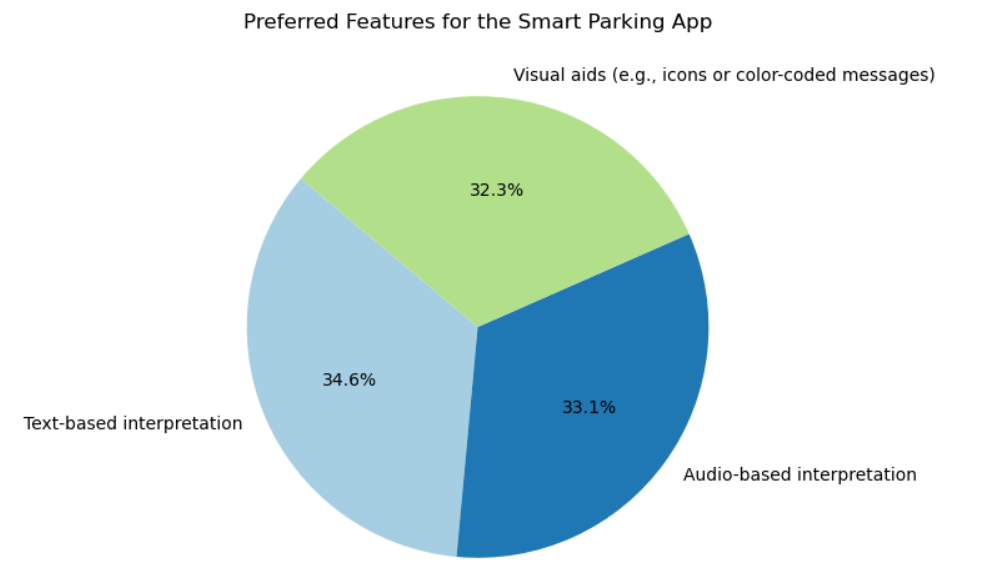 Preferred Features for the Smart Parking App
Visual aids (e.g., icons or color-coded messages)
32.3%
34.6%
33.1%
Text-based interpretation
Audio-based interpretation